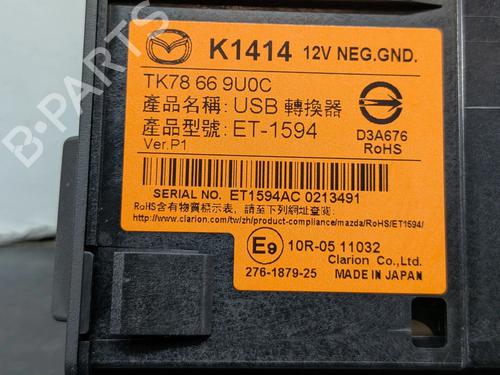 K1414 12V NEG.GND.
TK78 66 9U0C
產品名稱: USB 轉換器
產品型號: ET-1594
Ver.P1
D3A676
RoHS
SERIAL NO. ET1594AC 0213491
RoHS含有物質標示表, 請至下列網址查詢:
http://www.clarion.com/tw/zh/product-compliance/mazda/RoHS/ET1594/
E9 10R-05 11032
Clarion Co.,Ltd.
276-1879-25 MADE IN JAPAN
B-PARTS